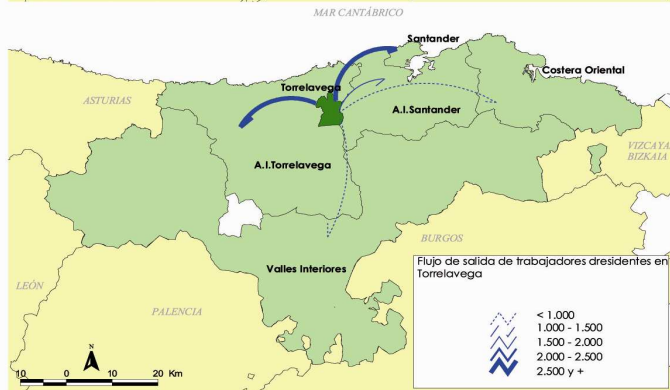 MAR CANTÁBRICO
Santander
Costera Oriental
Torrelavega
ASTURIAS
A.I.Santander
VIZCAYA
BIZKAIA
A.I.Torrelavega
BURGOS
Valles Interiores
LEÓN
PALENCIA
Flujo de salida de trabajadores dresidentes en
Torrelavega
< 1.000
1.000 - 1.500
1.500 - 2.000
2.000 - 2.500
2.500 y +
N
10 0 10 20 Km